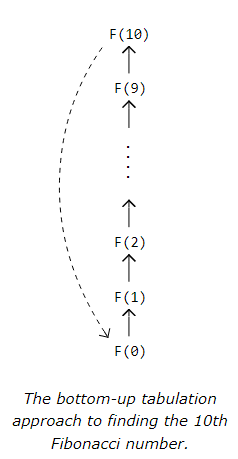 F(10)
F(9)
F(2)
F(1)
F(0)
The bottom-up tabulation
approach to finding the 10th
Fibonacci number.